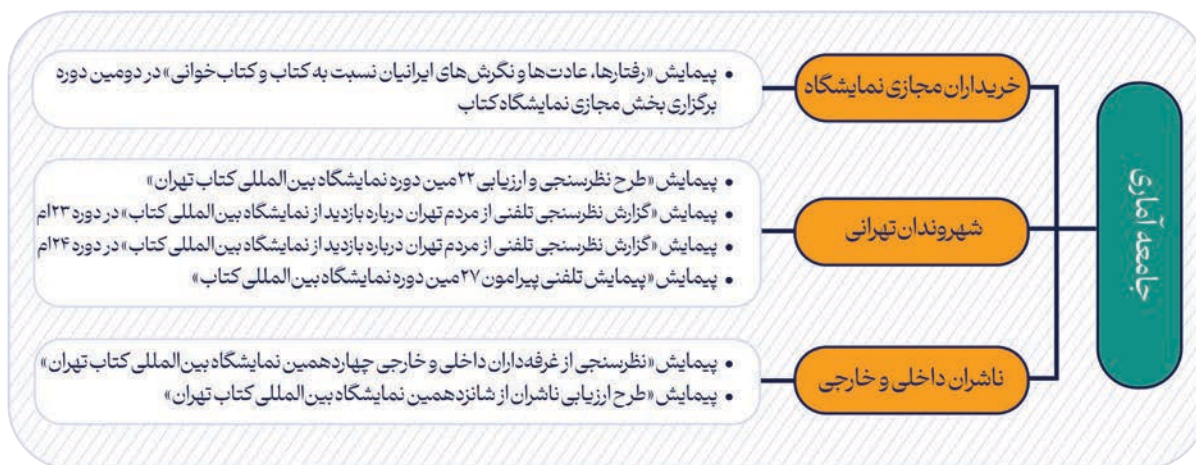 جامعه آماری
خریداران مجازی نمایشگاه
• پیمایش «رفتارها، عادت‌ها و نگرش‌های ایرانیان نسبت به کتاب و کتاب‌خوانی» در دومین دوره
برگزاری بخش مجازی نمایشگاه کتاب
شهروندان تهرانی
• پیمایش «طرح نظرسنجی و ارزیابی ۲۲مین دوره نمایشگاه بین‌المللی کتاب تهران»
• پیمایش «گزارش نظرسنجی تلفنی از مردم تهران درباره بازدید از نمایشگاه بین‌المللی کتاب» در دوره ۲۳ام
• پیمایش «گزارش نظرسنجی تلفنی از مردم تهران درباره بازدید از نمایشگاه بین‌المللی کتاب» در دوره ۲۴ام
• پیمایش «پیمایش تلفنی پیرامون ۲۷مین دوره نمایشگاه بین‌المللی کتاب»
ناشران داخلی و خارجی
• پیمایش «نظرسنجی از غرفه‌داران داخلی و خارجی چهاردهمین نمایشگاه بین‌المللی کتاب تهران»
• پیمایش «طرح ارزیابی ناشران از شانزدهمین نمایشگاه بین‌المللی کتاب تهران»